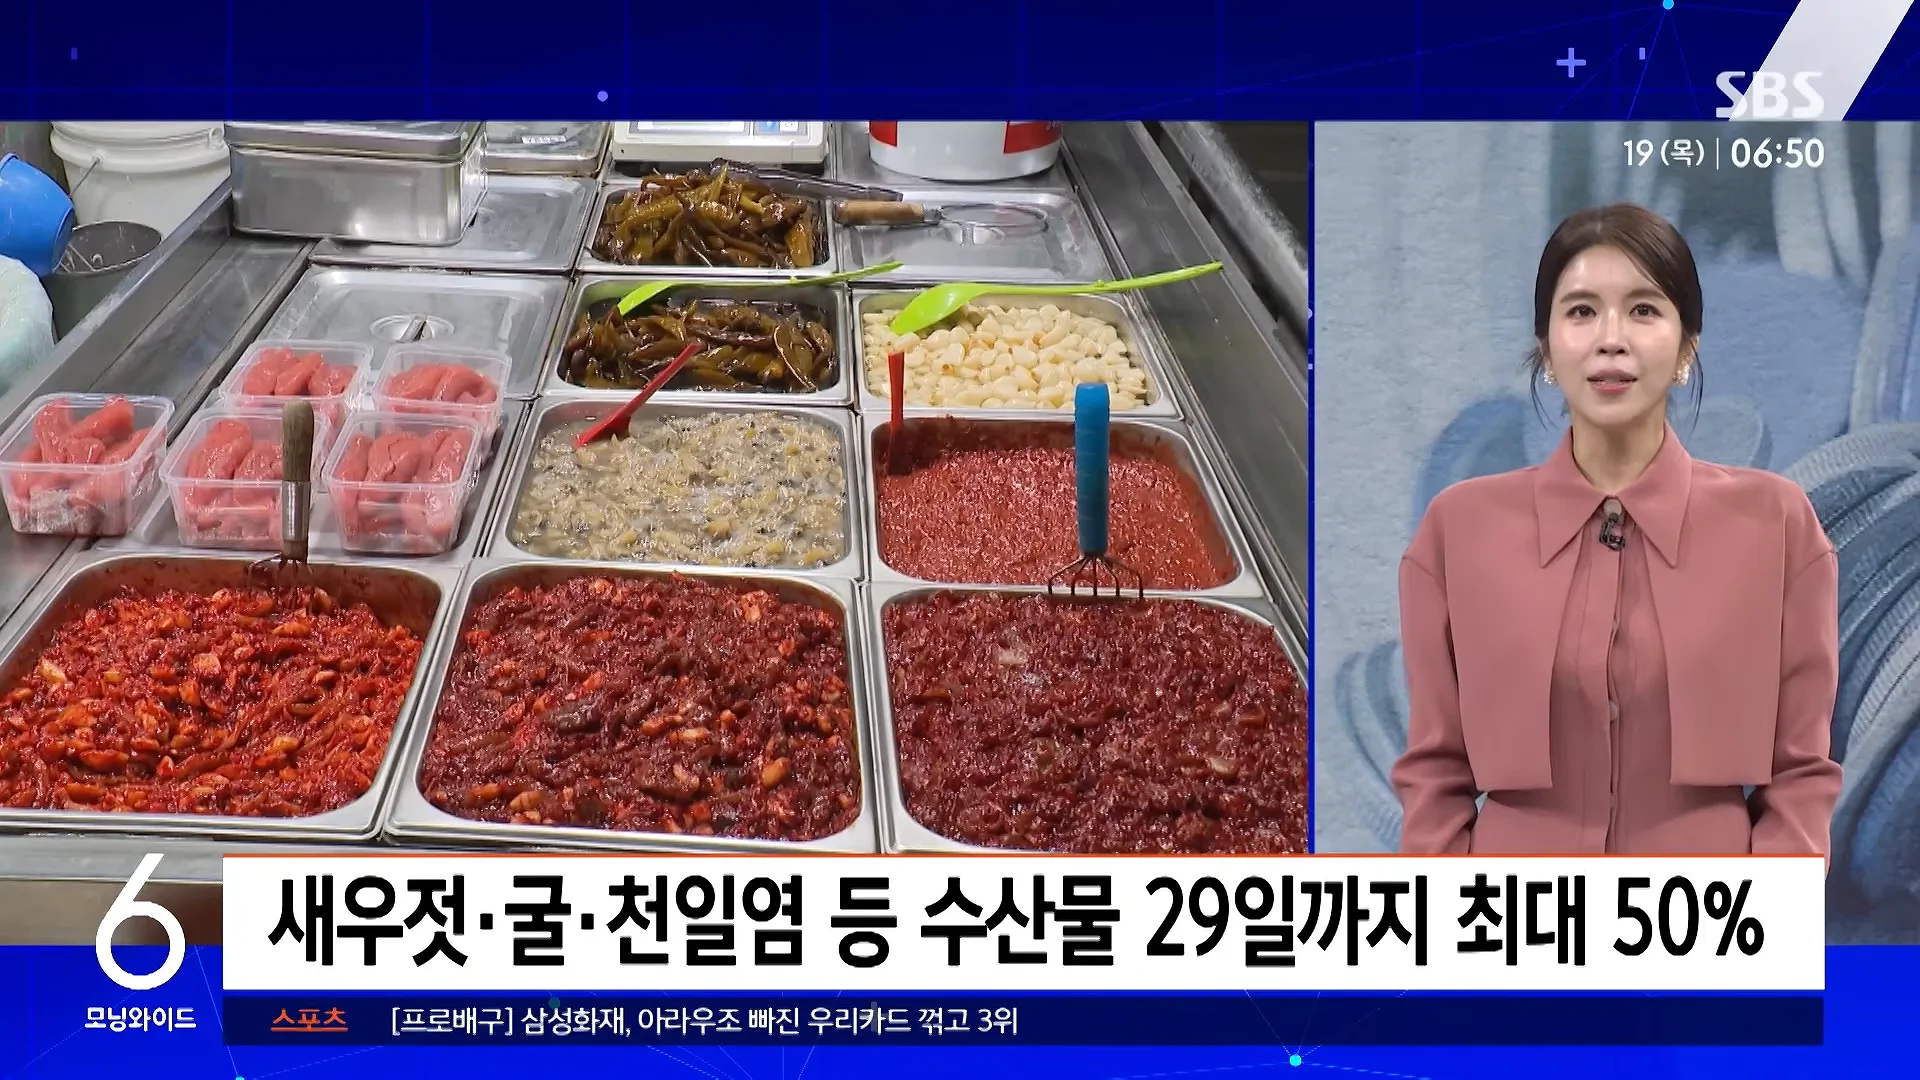 SBS
19(목) | 06:50
새우젓·굴·천일염 등 수산물 29일까지 최대 50%
6
모닝와이드
스포츠 [프로배구] 삼성화재, 아라우조 빠진 우리카드 꺾고 3위